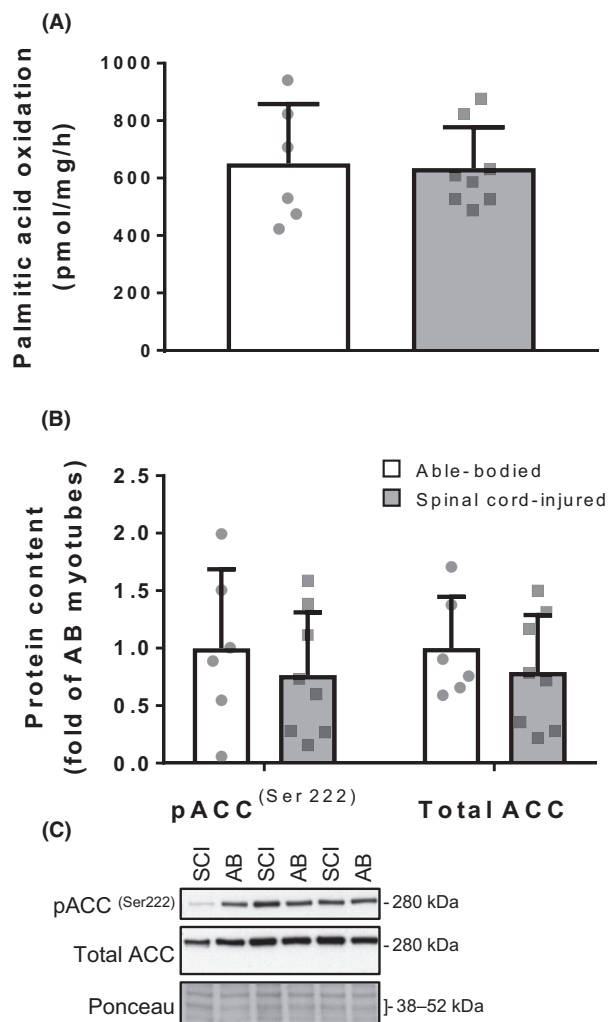 (A)
Palmitic acid oxidation
(pmol/mg/h)
1000
800
600
400
200
0
(B)
Protein content
(fold of AB myotubes)
2.5
2.0
1.5
1.0
0.5
0.0
Able-bodied
Spinal cord-injured
pACC (Ser 222)
Total ACC
(C)
SCI AB SCI AB SCI AB
pACC (Ser222) - 280 kDa
Total ACC - 280 kDa
Ponceau ]- 38–52 kDa